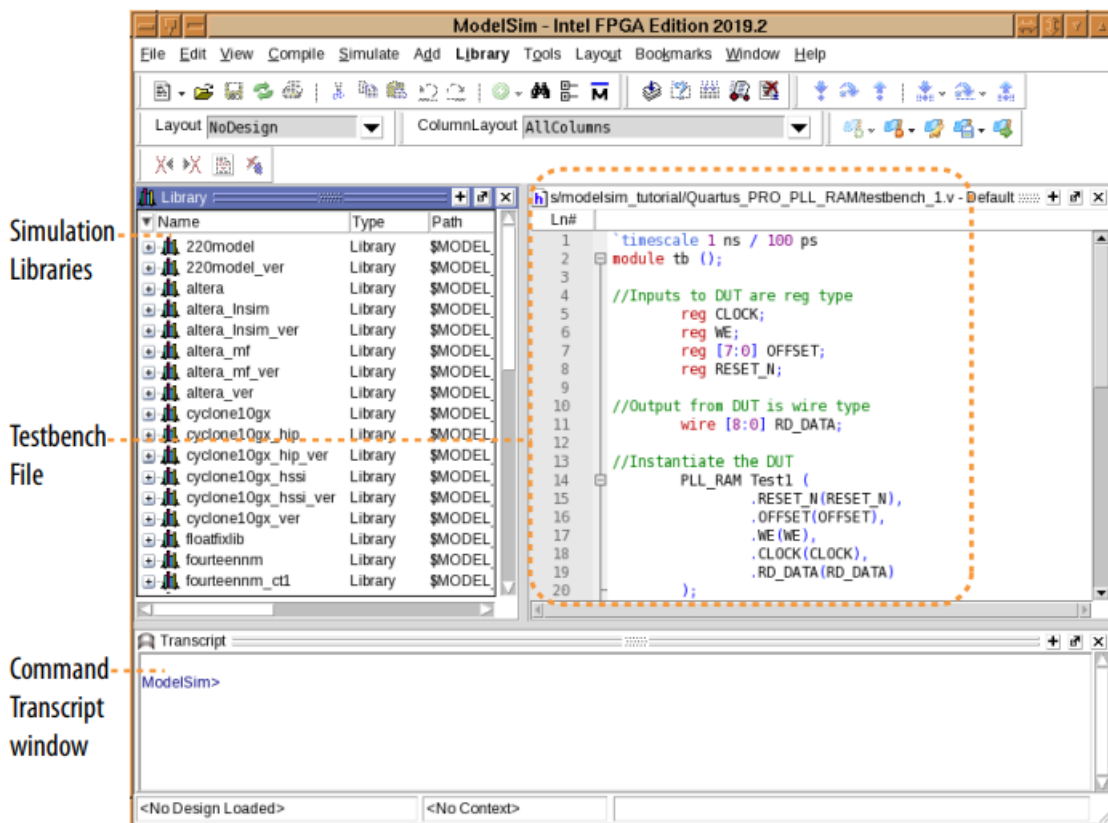 ModelSim - Intel FPGA Edition 2019.2
File Edit View Compile Simulate Add Library Tools Layout Bookmarks Window Help
Layout NoDesign
ColumnLayout AllColumns
Library
Name Type Path
220model Library $MODEL_
220model_ver Library $MODEL_
altera Library $MODEL_
altera_lnsim Library $MODEL_
altera_lnsim_ver Library $MODEL_
altera_mf Library $MODEL_
altera_mf_ver Library $MODEL_
altera_ver Library $MODEL_
cyclone10gx Library $MODEL_
cyclone10gx_hip Library $MODEL_
cyclone10gx_hip_ver Library $MODEL_
cyclone10gx_hssi Library $MODEL_
cyclone10gx_hssi_ver Library $MODEL_
cyclone10gx_ver Library $MODEL_
floatfixlib Library $MODEL_
fourteennm Library $MODEL_
fourteennm_ct1 Library $MODEL_
s/modelsim_tutorial/Quartus_PRO_PLL_RAM/testbench_1.v - Default
Ln#
1 `timescale 1 ns / 100 ps
2 module tb ();
3
4 //Inputs to DUT are reg type
5 reg CLOCK;
6 reg WE;
7 reg [7:0] OFFSET;
8 reg RESET_N;
9
10 //Output from DUT is wire type
11 wire [8:0] RD_DATA;
12
13 //Instantiate the DUT
14 PLL_RAM Test1 (
15 .RESET_N(RESET_N),
16 .OFFSET(OFFSET),
17 .WE(WE),
18 .CLOCK(CLOCK),
19 .RD_DATA(RD_DATA)
20 );
Transcript
ModelSim>
<No Design Loaded> <No Context>
Simulation
Libraries
Testbench
File
Command
Transcript
window